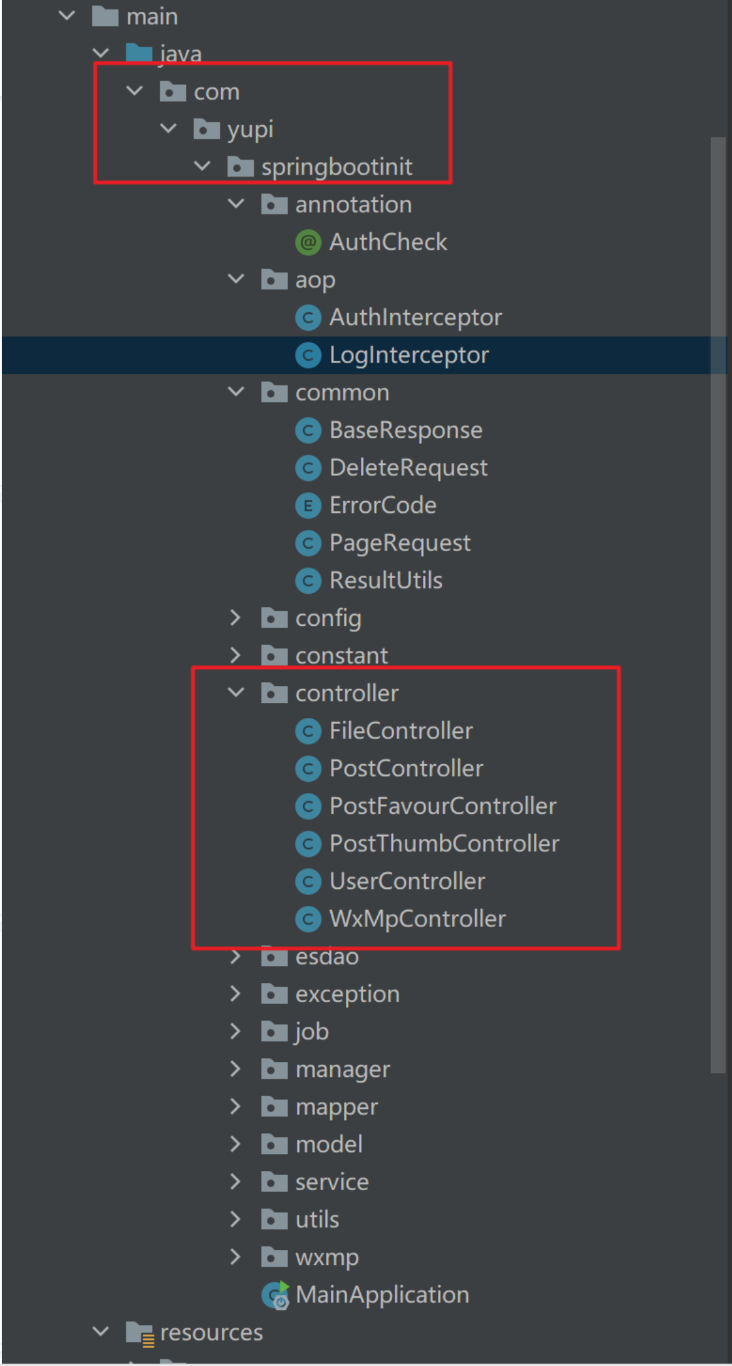 main
java
com
yupi
springbootinit
annotation
@ AuthCheck
aop
C AuthInterceptor
C LogInterceptor
common
C BaseResponse
C DeleteRequest
E ErrorCode
C PageRequest
C ResultUtils
config
constant
controller
C FileController
C PostController
C PostFavourController
C PostThumbController
C UserController
C WxMpController
esdao
exception
job
manager
mapper
model
service
utils
wxmp
MainApplication
resources